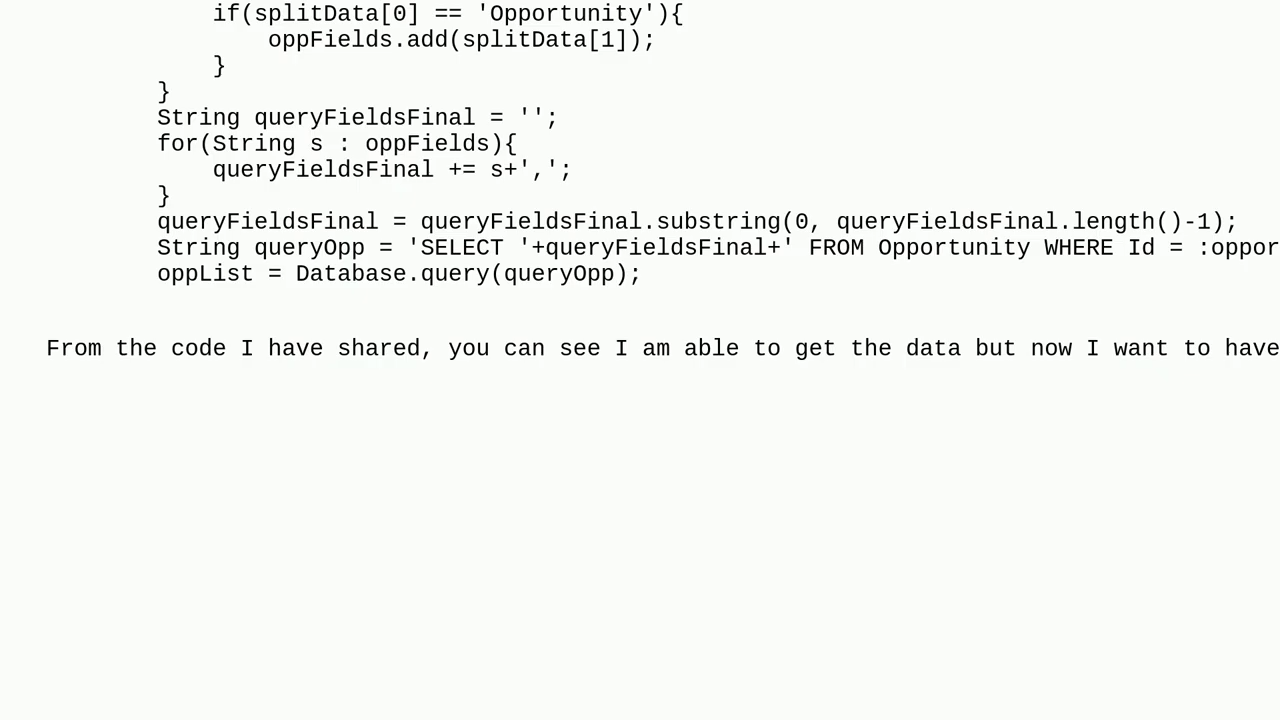 if(splitData[0] == 'Opportunity'){
oppFields.add(splitData[1]);
}
}
String queryFieldsFinal = '';
for(String s : oppFields){
queryFieldsFinal += s+',';
}
queryFieldsFinal = queryFieldsFinal.substring(0, queryFieldsFinal.length()-1);
String queryOpp = 'SELECT '+queryFieldsFinal+' FROM Opportunity WHERE Id = :oppor
oppList = Database.query(queryOpp);
From the code I have shared, you can see I am able to get the data but now I want to have